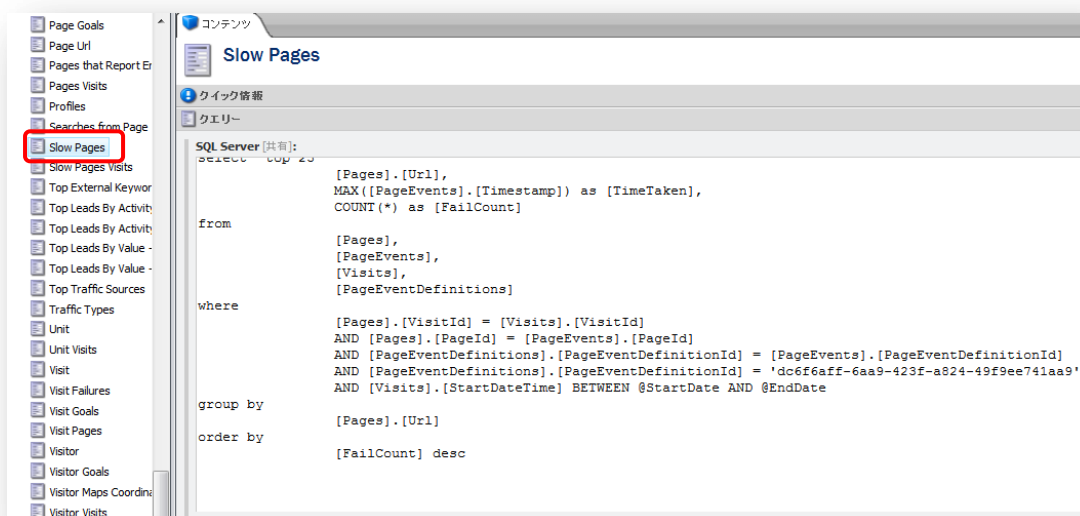 Page Goals
Page Url
Pages that Report Er
Pages Visits
Profiles
Searches from Page
Slow Pages
Slow Pages Visits
Top External Keywor
Top Leads By Activity
Top Leads By Activity
Top Leads By Value -
Top Leads By Value -
Top Traffic Sources
Traffic Types
Unit
Unit Visits
Visit
Visit Failures
Visit Goals
Visit Pages
Visitor
Visitor Goals
Visitor Maps Coordina
Visitor Visits
コンテンツ
Slow Pages
クイック情報
クエリー
SQL Server [共有]:
select top 25
[Pages].[Url],
MAX([PageEvents].[Timestamp]) as [TimeTaken],
COUNT(*) as [FailCount]
from
[Pages],
[PageEvents],
[Visits],
[PageEventDefinitions]
where
[Pages].[VisitId] = [Visits].[VisitId]
AND [Pages].[PageId] = [PageEvents].[PageId]
AND [PageEventDefinitions].[PageEventDefinitionId] = [PageEvents].[PageEventDefinitionId]
AND [PageEventDefinitions].[PageEventDefinitionId] = 'dc6f6aff-6aa9-423f-a824-49f9ee741aa9'
AND [Visits].[StartDateTime] BETWEEN @StartDate AND @EndDate
group by
[Pages].[Url]
order by
[FailCount] desc